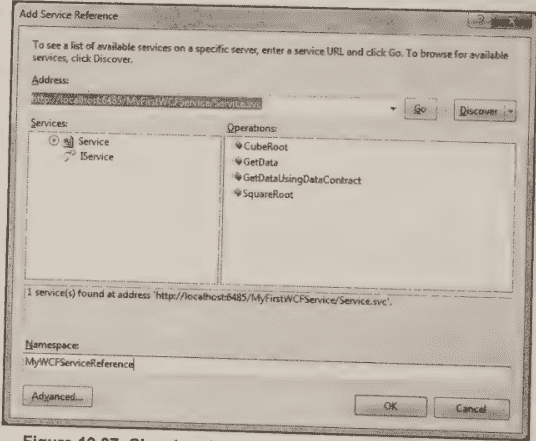 Add Service Reference
To see a list of available services on a specific server, enter a service URL and click Go. To browse for available
services, click Discover.
Address:
http://localhost:6485/MyFirstWCFService/Service.svc
Go
Discover
Services:
Service
IService
Operations:
CubeRoot
GetData
GetDataUsingDataContract
SquareRoot
1 service(s) found at address 'http://localhost:6485/MyFirstWCFService/Service.svc'.
Namespace:
MyWCFServiceReference
Advanced...
OK
Cancel